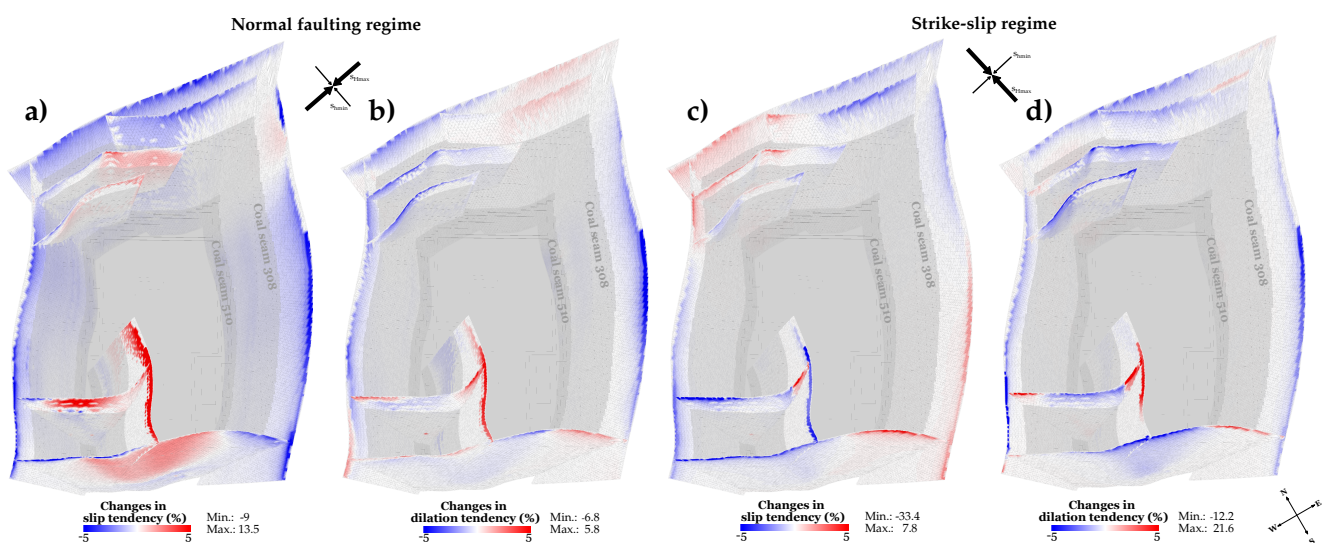 Normal faulting regime
Strike-slip regime
SHmax
Shmin
Shmin
SHmax
a)
b)
c)
d)
Coal seam 308
Coal seam 510
Coal seam 308
Coal seam 510
Coal seam 308
Coal seam 510
Coal seam 308
Coal seam 510
Changes in
slip tendency (%)
-5
5
Min.: -9
Max.: 13.5
Changes in
dilation tendency (%)
-5
5
Min.: -6.8
Max.: 5.8
Changes in
slip tendency (%)
-5
5
Min.: -33.4
Max.: 7.8
Changes in
dilation tendency (%)
-5
5
Min.: -12.2
Max.: 21.6
N
E
W
S